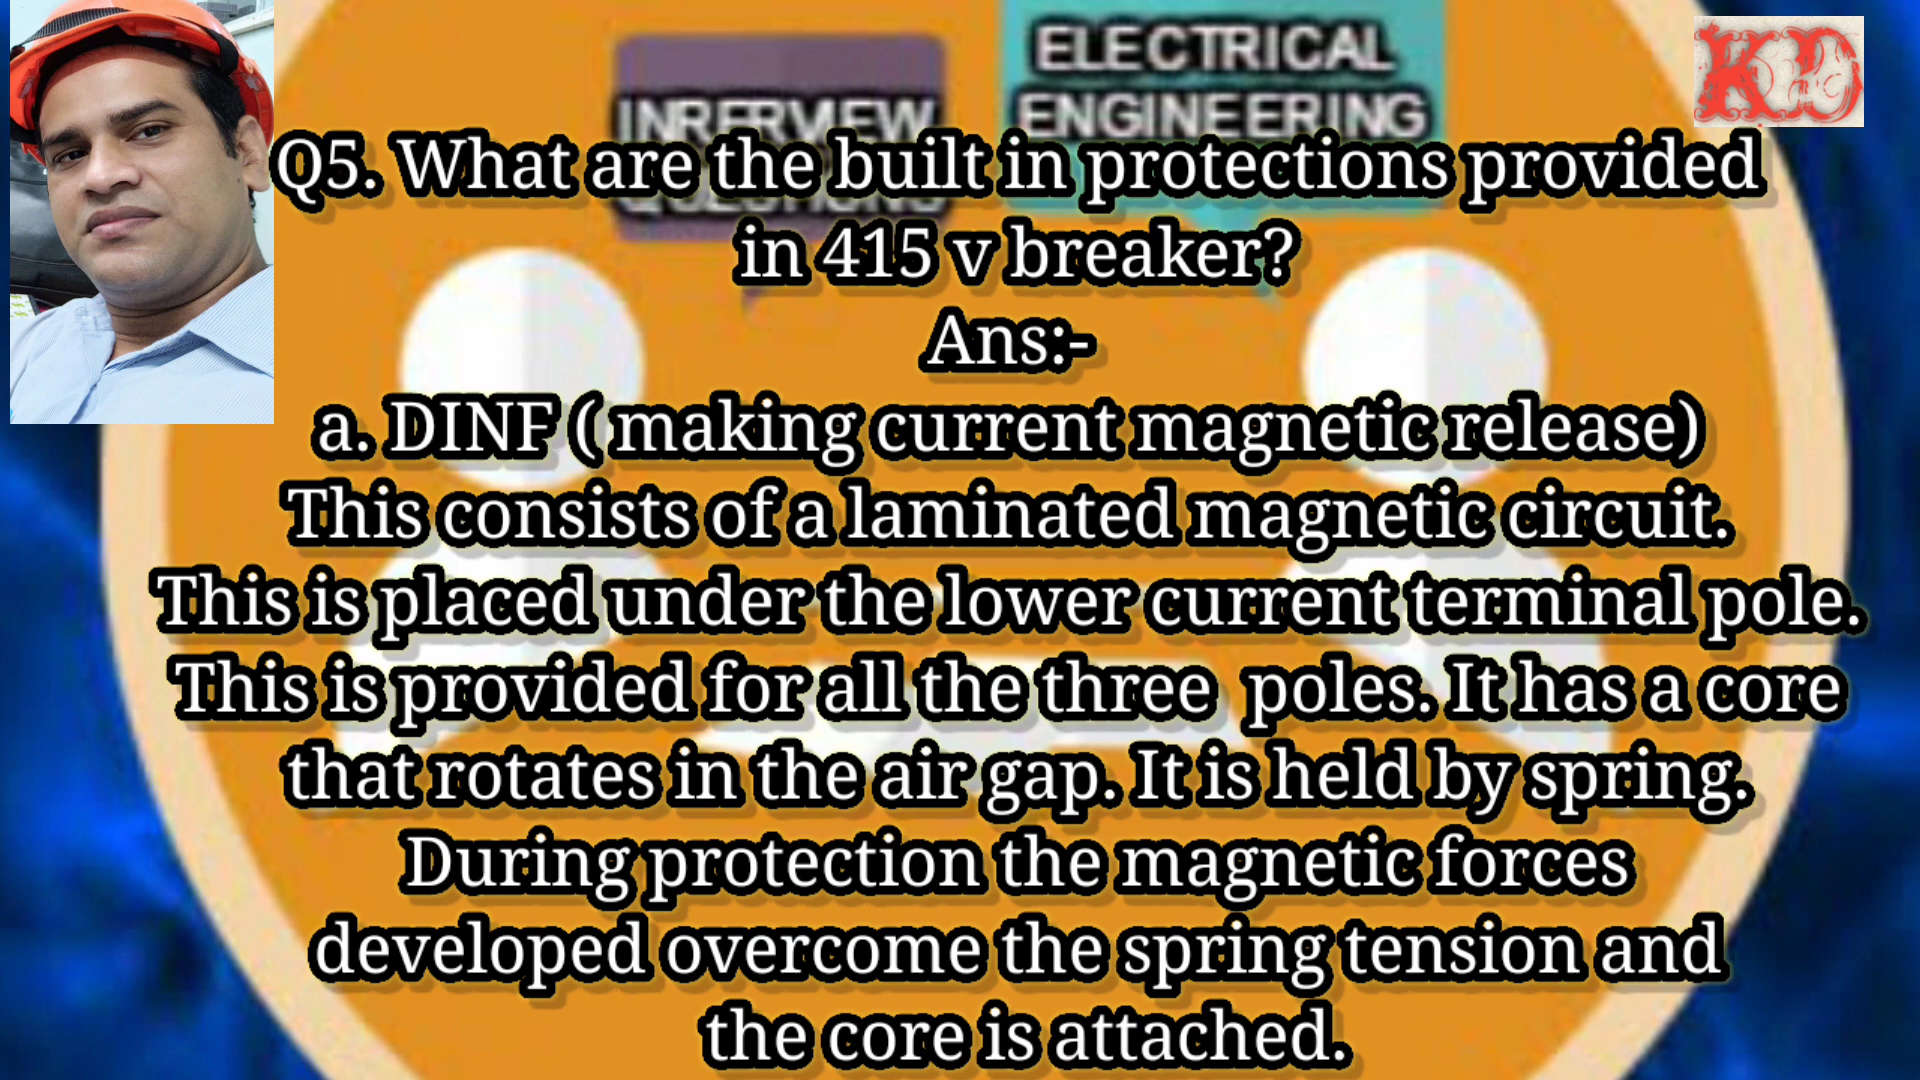 ELECTRICAL
ENGINEERING
INRERVIEW
Q5. What are the built in protections provided
in 415 v breaker?
Ans:-
a. DINF ( making current magnetic release)
This consists of a laminated magnetic circuit.
This is placed under the lower current terminal pole.
This is provided for all the three poles. It has a core
that rotates in the air gap. It is held by spring.
During protection the magnetic forces
developed overcome the spring tension and
the core is attached.
KD